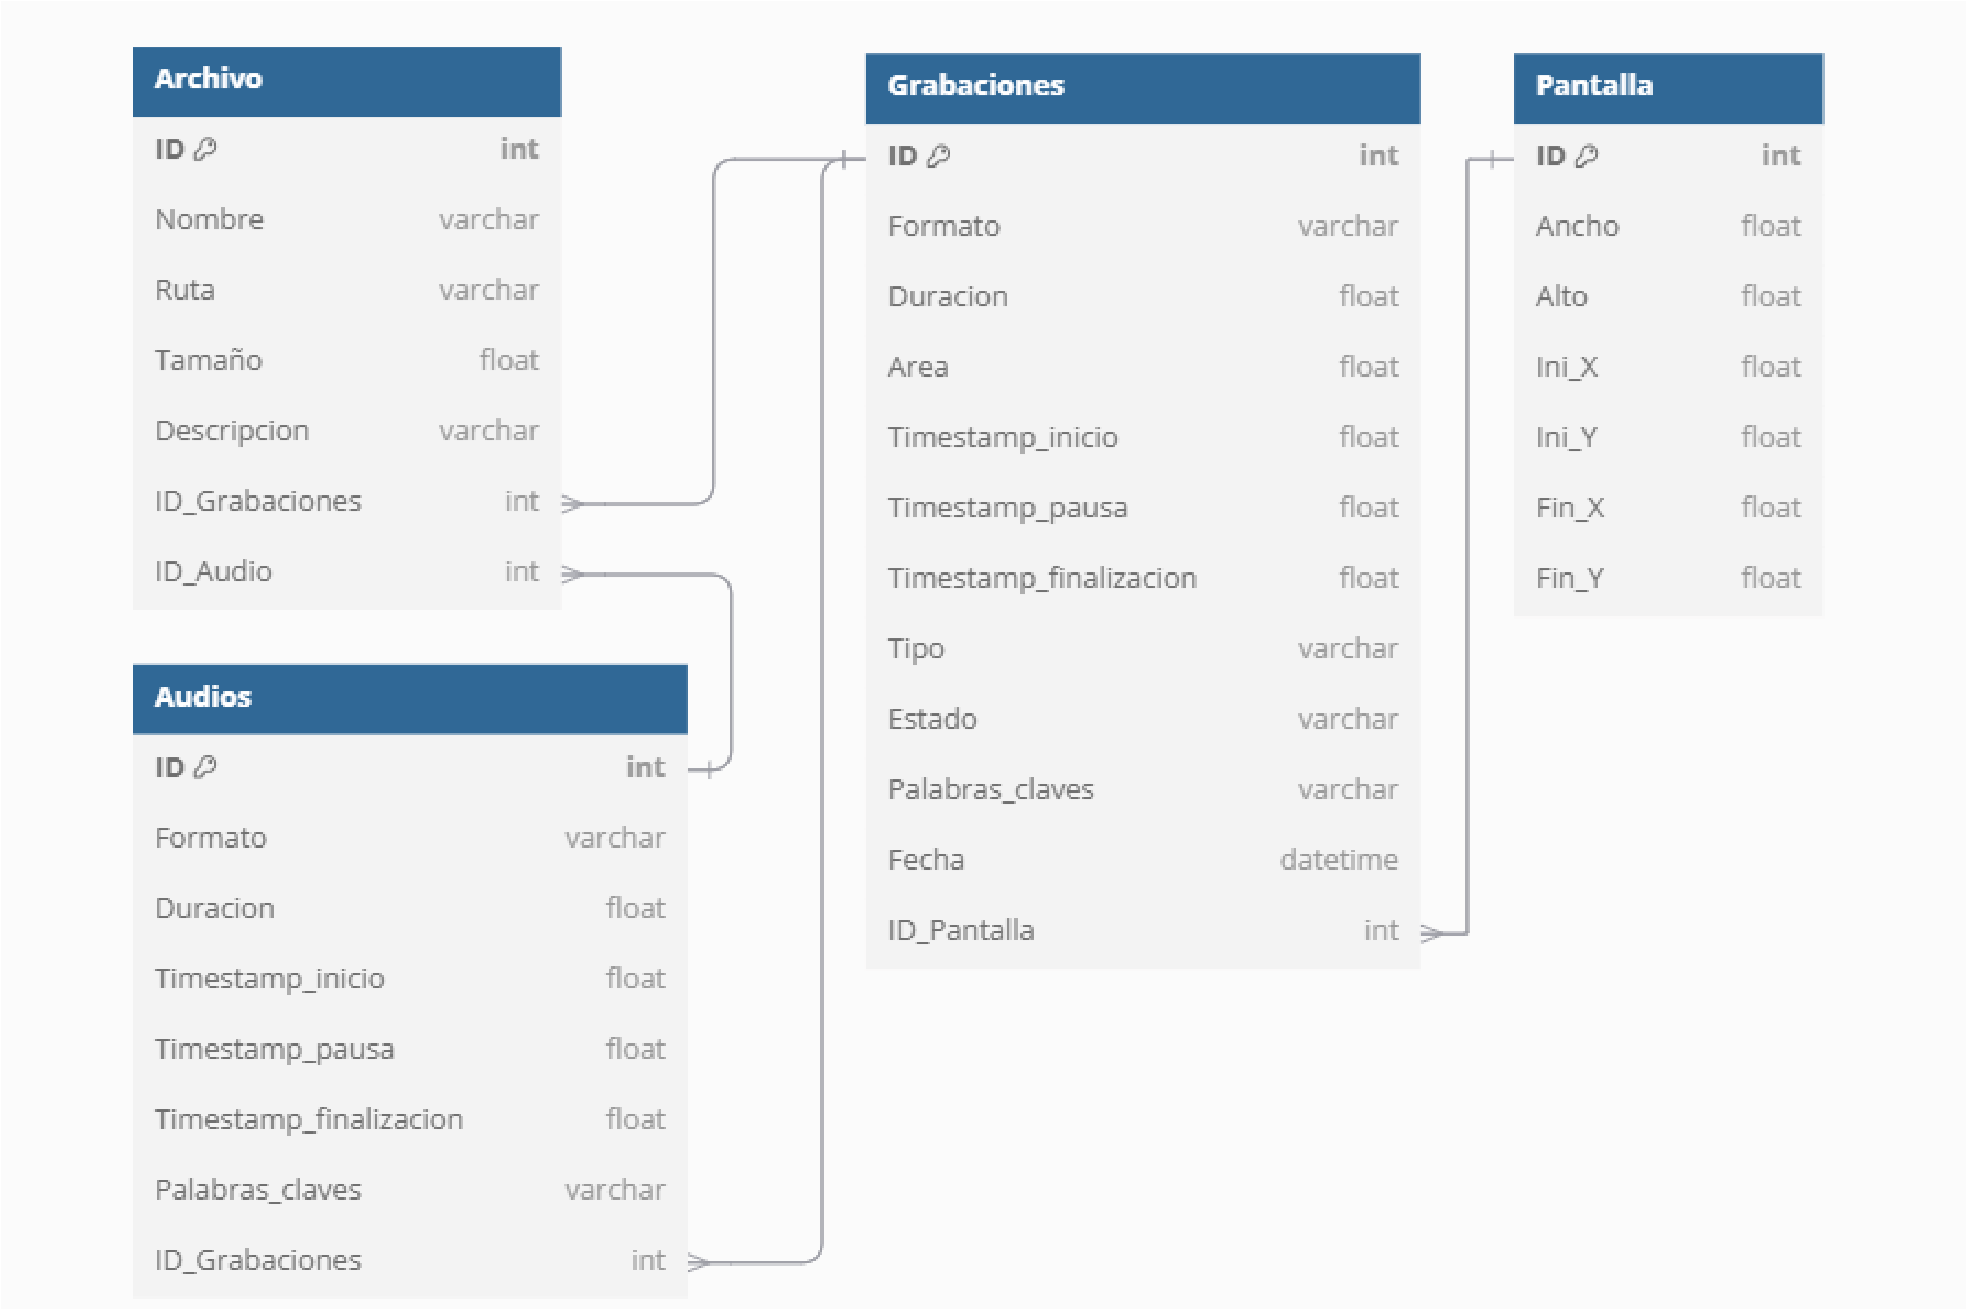 Archivo
ID int
Nombre varchar
Ruta varchar
Tamaño float
Descripcion varchar
ID_Grabaciones int
ID_Audio int
Audios
ID int
Formato varchar
Duracion float
Timestamp_inicio float
Timestamp_pausa float
Timestamp_finalizacion float
Palabras_claves varchar
ID_Grabaciones int
Grabaciones
ID int
Formato varchar
Duracion float
Area float
Timestamp_inicio float
Timestamp_pausa float
Timestamp_finalizacion float
Tipo varchar
Estado varchar
Palabras_claves varchar
Fecha datetime
ID_Pantalla int
Pantalla
ID int
Ancho float
Alto float
Ini_X float
Ini_Y float
Fin_X float
Fin_Y float